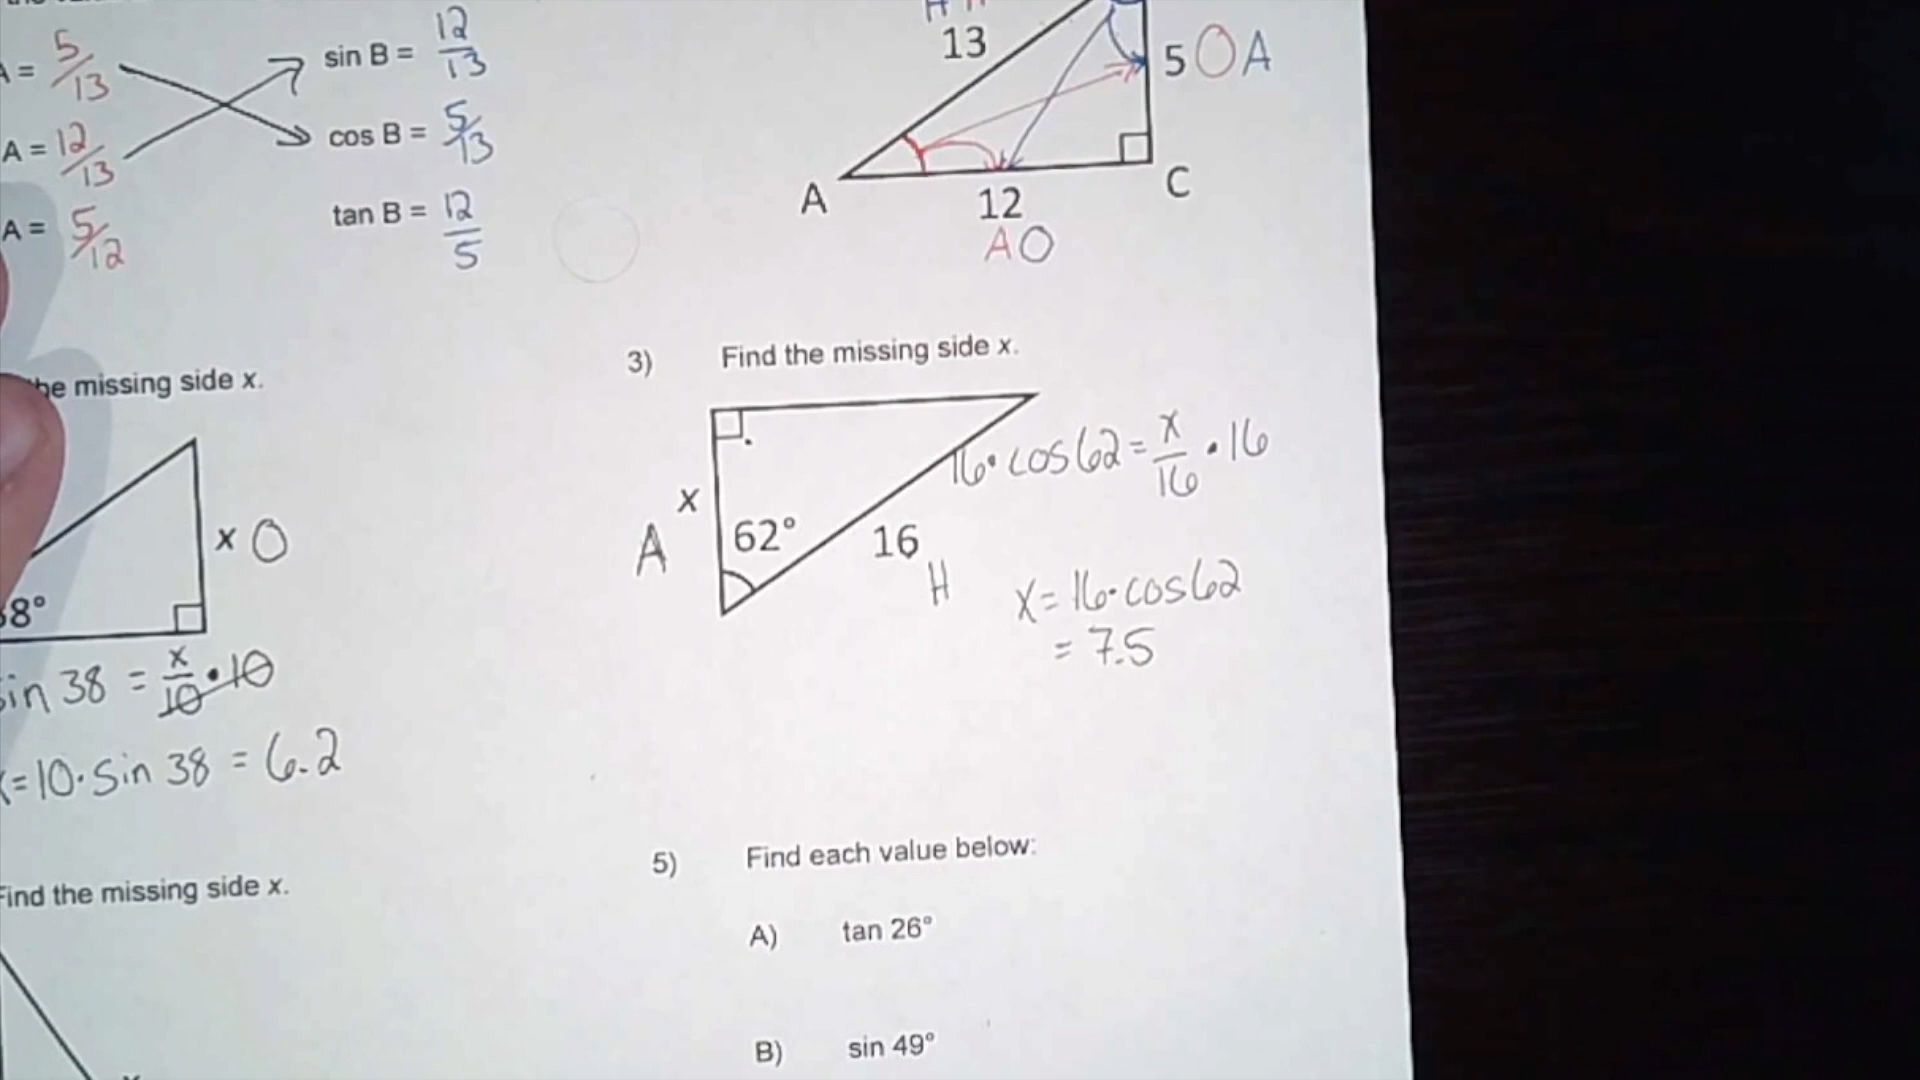 A = 5/13
sin B = 12/13
A = 12/13
cos B = 5/13
A = 5/12
tan B = 12/5
13
5 O A
A
12
C
A O
the missing side x.
x O
8°
sin 38 = x/10 · 10
x = 10 · sin 38 = 6.2
3) Find the missing side x.
x
A
62°
16
H
16 · cos 62 = x/16 · 16
x = 16 · cos 62
= 7.5
Find the missing side x.
5) Find each value below:
A) tan 26°
B) sin 49°